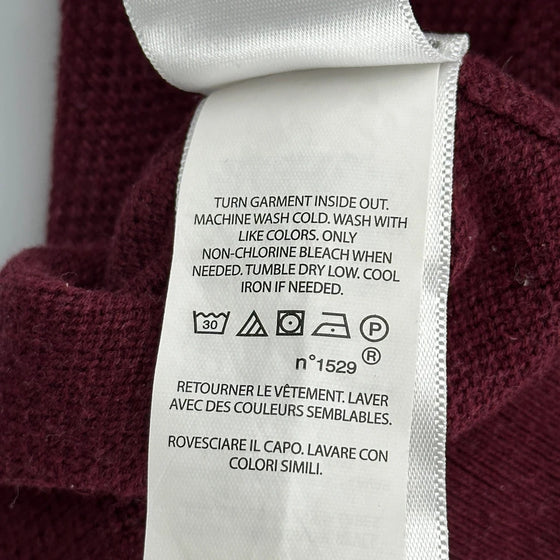 TURN GARMENT INSIDE OUT.
MACHINE WASH COLD. WASH WITH
LIKE COLORS. ONLY
NON-CHLORINE BLEACH WHEN
NEEDED. TUMBLE DRY LOW. COOL
IRON IF NEEDED.
30 P
n°1529 ®
RETOURNER LE VÊTEMENT. LAVER
AVEC DES COULEURS SEMBLABLES.
ROVESCIARE IL CAPO. LAVARE CON
COLORI SIMILI.